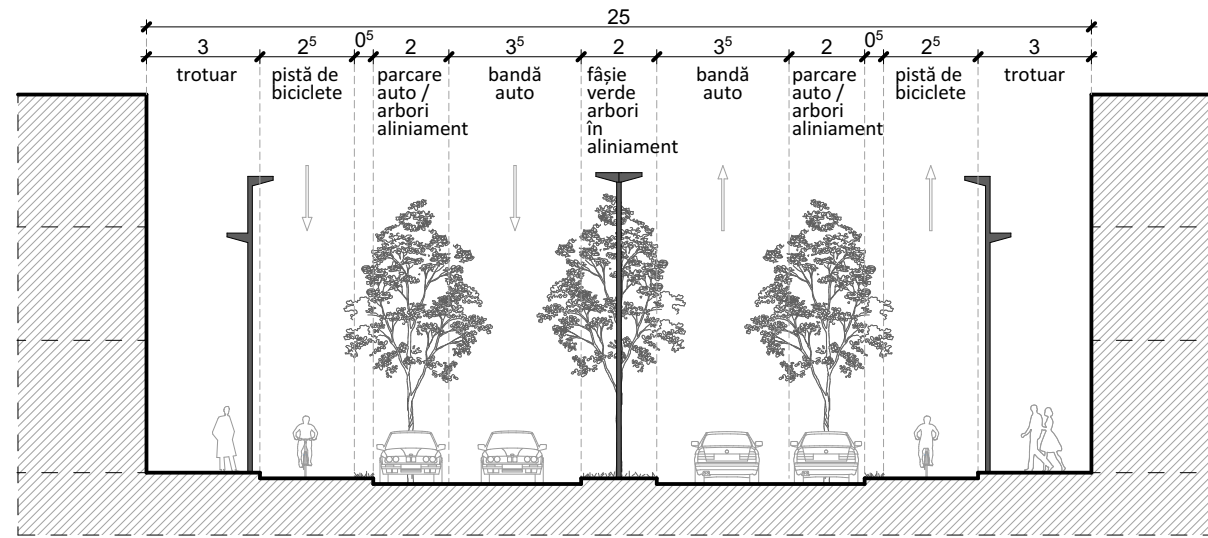 25
3 2⁵ 0⁵ 2 3⁵ 2 3⁵ 2 0⁵ 2⁵ 3
trotuar
pistă de
biciclete
parcare
auto /
arbori
aliniament
bandă
auto
fâșie
verde
arbori
în
aliniament
bandă
auto
parcare
auto /
arbori
aliniament
pistă de
biciclete
trotuar